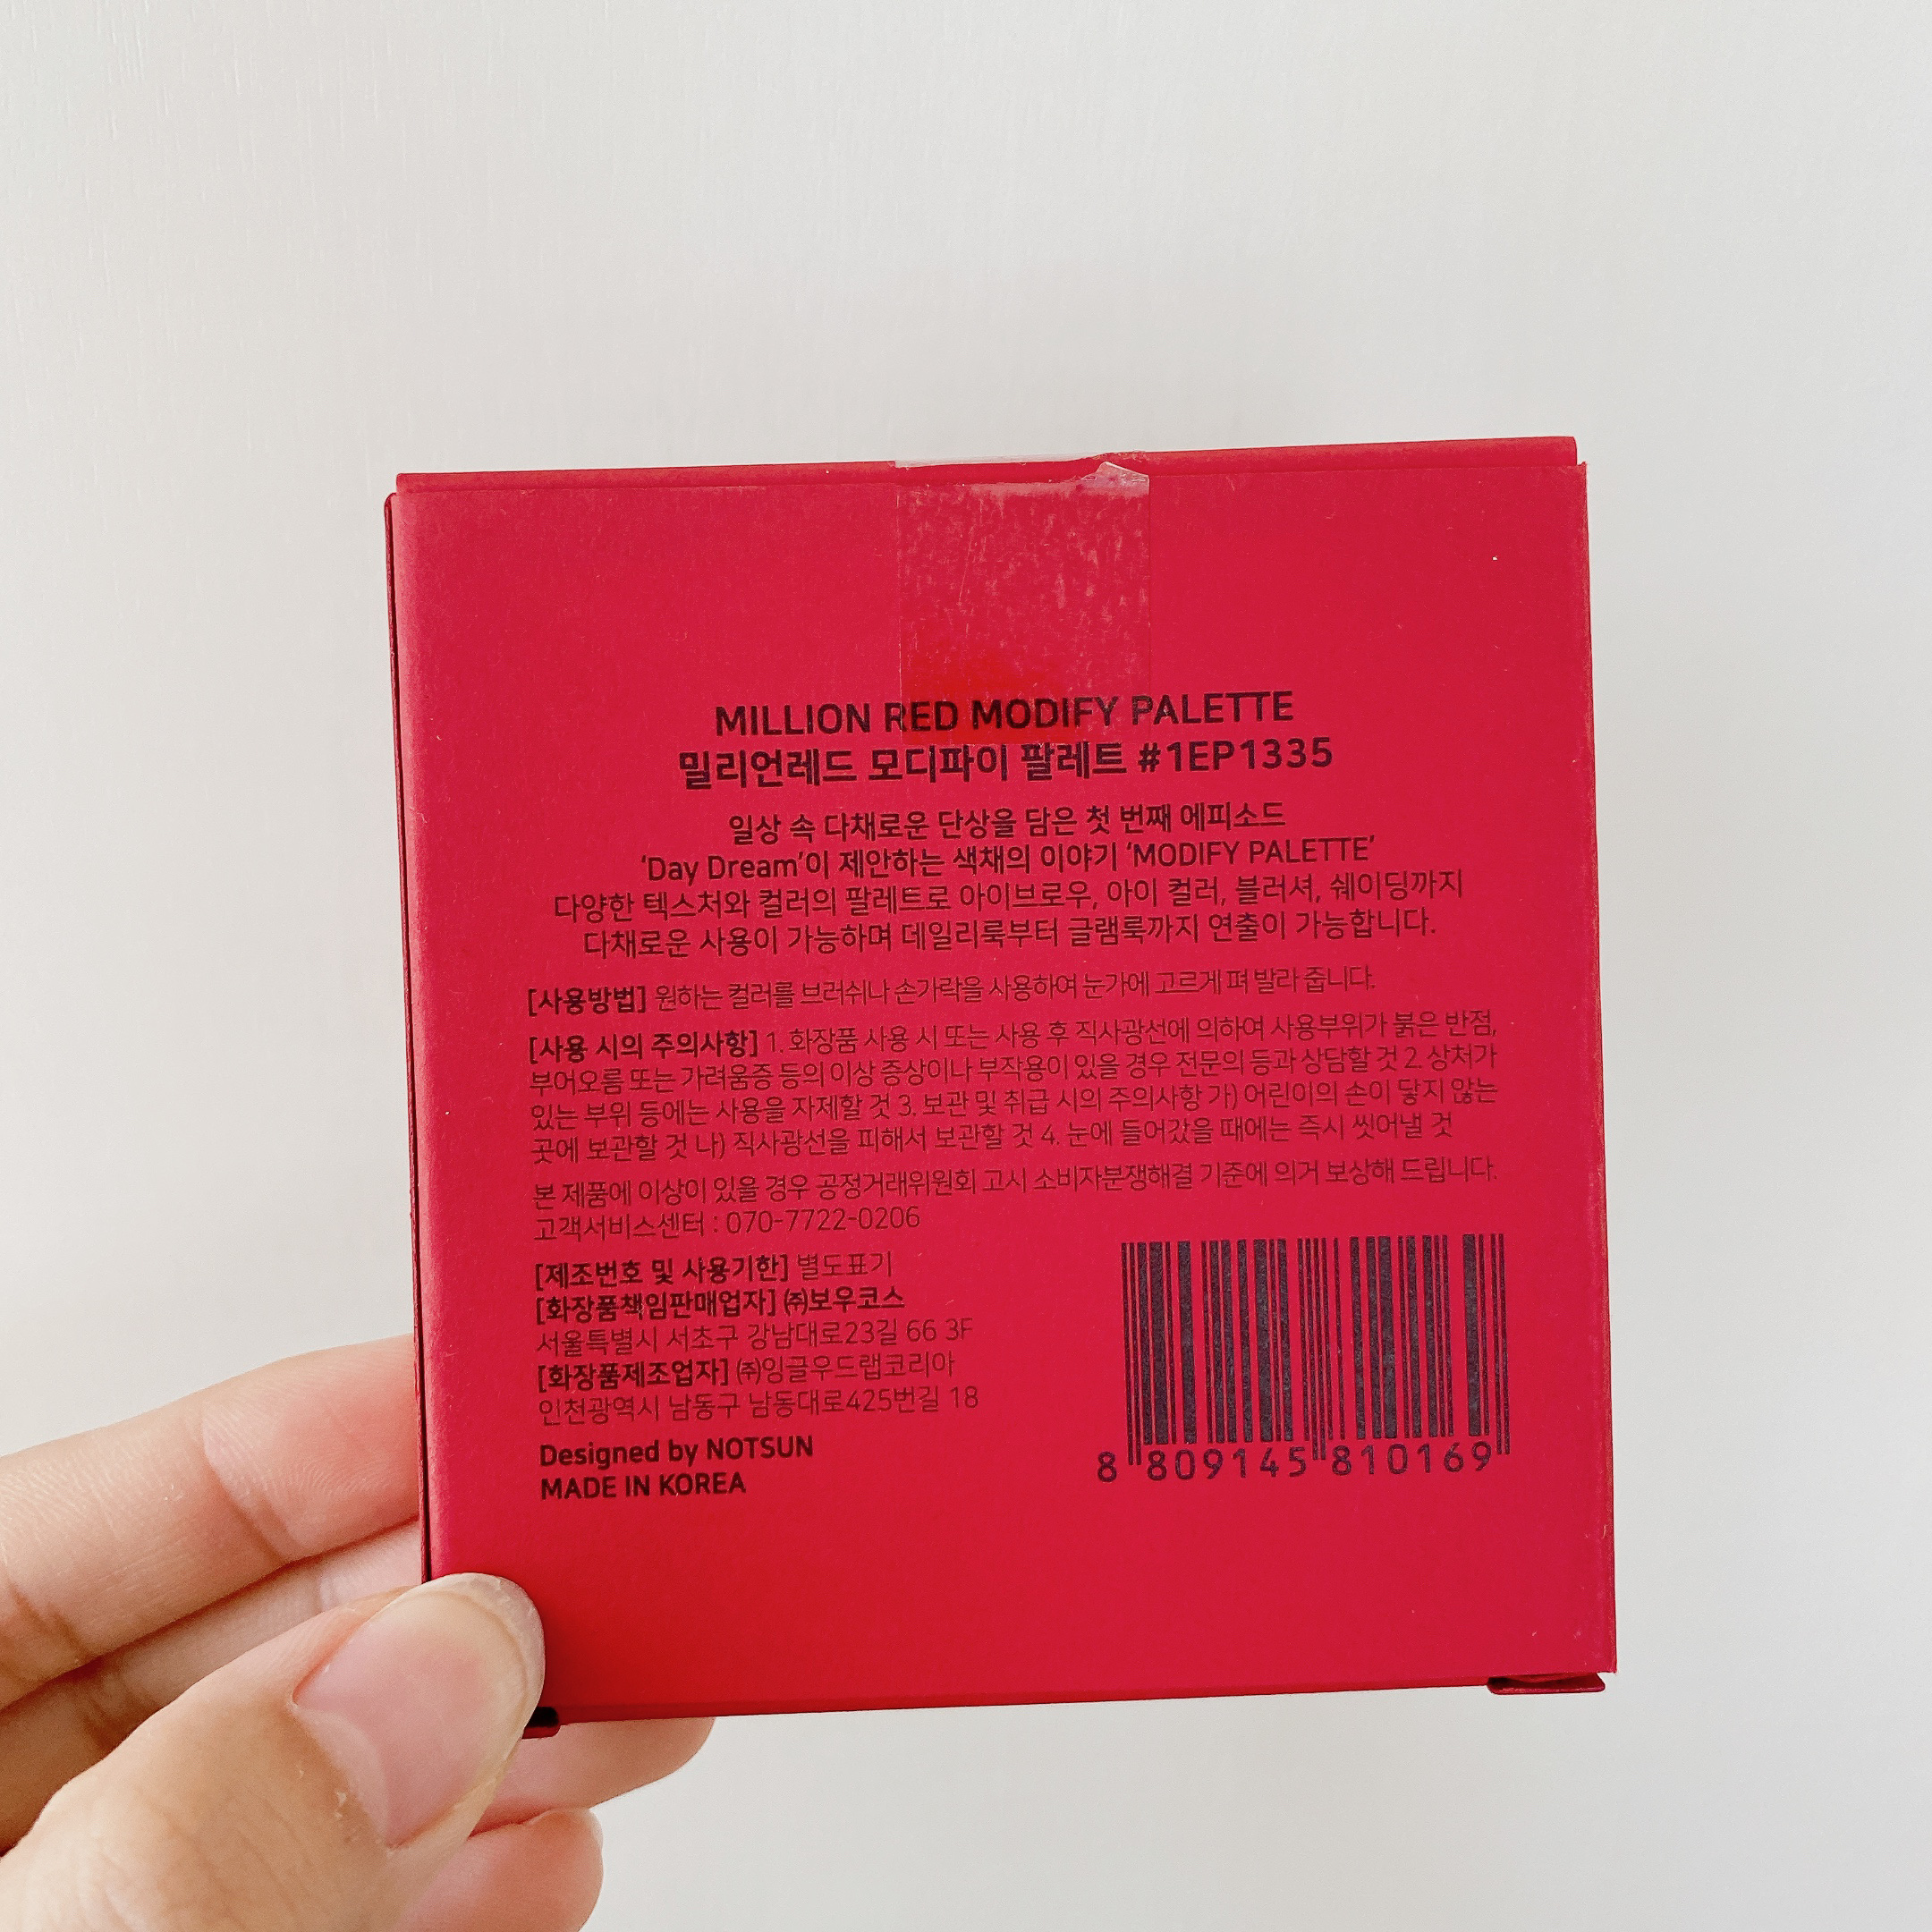 MILLION RED MODIFY PALETTE
밀리언레드 모디파이 팔레트 #1EP1335
일상 속 다채로운 단상을 담은 첫 번째 에피소드
‘Day Dream’이 제안하는 색채의 이야기 ‘MODIFY PALETTE’
다양한 텍스처와 컬러의 팔레트로 아이브로우, 아이 컬러, 블러셔, 쉐이딩까지
다채로운 사용이 가능하며 데일리룩부터 글램룩까지 연출이 가능합니다.
[사용방법] 원하는 컬러를 브러쉬나 손가락을 사용하여 눈가에 고르게 펴 발라 줍니다.
[사용 시의 주의사항] 1. 화장품 사용 시 또는 사용 후 직사광선에 의하여 사용부위가 붉은 반점,
부어오름 또는 가려움증 등의 이상 증상이나 부작용이 있을 경우 전문의 등과 상담할 것 2. 상처가
있는 부위 등에는 사용을 자제할 것 3. 보관 및 취급 시의 주의사항 가) 어린이의 손이 닿지 않는
곳에 보관할 것 나) 직사광선을 피해서 보관할 것 4. 눈에 들어갔을 때에는 즉시 씻어낼 것
본 제품에 이상이 있을 경우 공정거래위원회 고시 소비자분쟁해결 기준에 의거 보상해 드립니다.
고객서비스센터 : 070-7722-0206
[제조번호 및 사용기한] 별도표기
[화장품책임판매업자] ㈜보우코스
서울특별시 서초구 강남대로23길 66 3F
[화장품제조업자] ㈜잉글우드랩코리아
인천광역시 남동구 남동대로425번길 18
Designed by NOTSUN
MADE IN KOREA
8 809145 810169